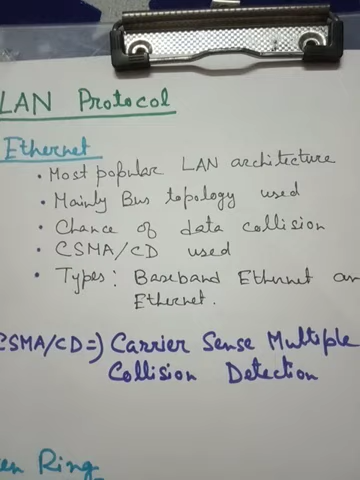 LAN Protocol
Ethernet
• Most popular LAN architecture
• Mainly Bus topology used
• Chance of data collision
• CSMA/CD used
• Types: Baseband Ethernet an
Ethernet.
CSMA/CD => Carrier Sense Multiple
Collision Detection
en Ring